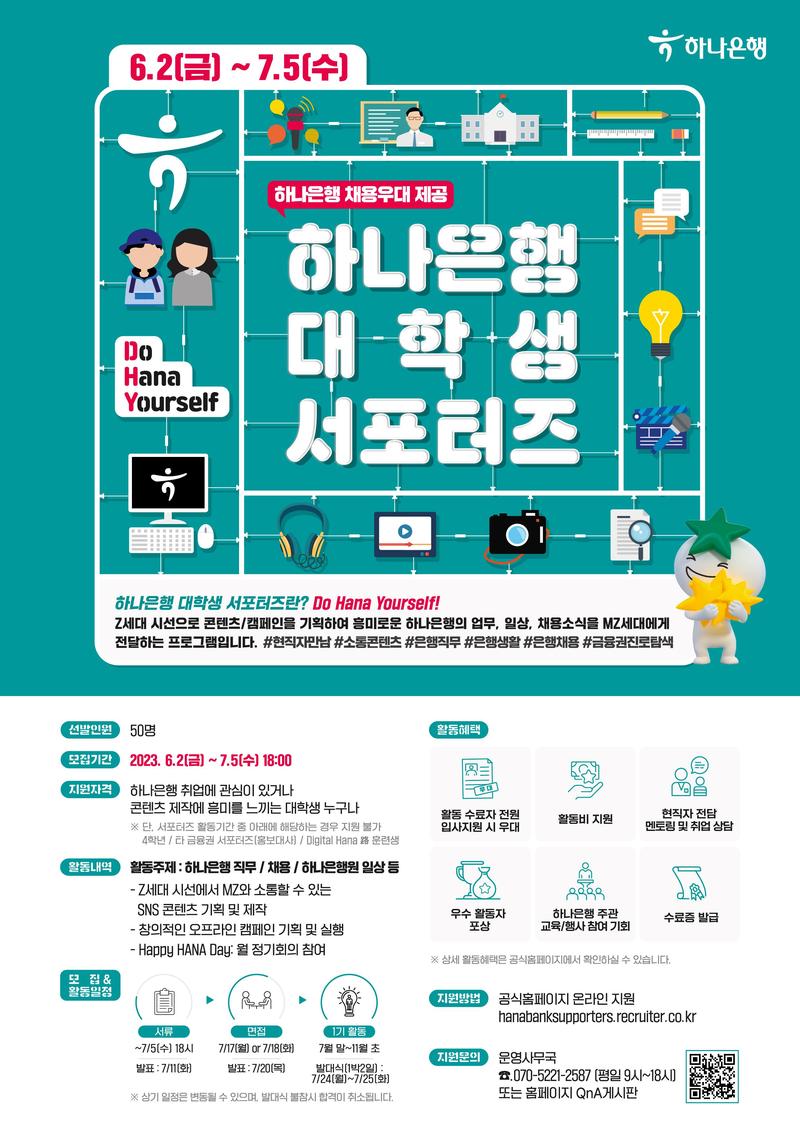 하나은행
6.2(금) ~ 7.5(수)
하나은행 채용우대 제공
하나은행
대 학 생
서포터즈
Do
Hana
Yourself
하나은행 대학생 서포터즈란? Do Hana Yourself!
Z세대 시선으로 콘텐츠/캠페인을 기획하여 흥미로운 하나은행의 업무, 일상, 채용소식을 MZ세대에게
전달하는 프로그램입니다. #현직자만남 #소통콘텐츠 #은행직무 #은행생활 #은행채용 #금융권진로탐색
선발인원 50명
모집기간 2023. 6.2(금) ~ 7.5(수) 18:00
지원자격 하나은행 취업에 관심이 있거나
콘텐츠 제작에 흥미를 느끼는 대학생 누구나
※ 단, 서포터즈 활동기간 중 아래에 해당하는 경우 지원 불가
4학년 / 타 금융권 서포터즈(홍보대사) / Digital Hana 路 훈련생
활동내역 활동주제 : 하나은행 직무 / 채용 / 하나은행원 일상 등
- Z세대 시선에서 MZ와 소통할 수 있는
SNS 콘텐츠 기획 및 제작
- 창의적인 오프라인 캠페인 기획 및 실행
- Happy HANA Day: 월 정기회의 참여
모 집 &
활동일정
서류 면접 1기 활동
~7/5(수) 18시 7/17(월) or 7/18(화) 7월 말~11월 초
발표 : 7/11(화) 발표 : 7/20(목) 발대식(1박2일) :
7/24(월)~7/25(화)
※ 상기 일정은 변동될 수 있으며, 발대식 불참시 합격이 취소됩니다.
활동혜택
우대
활동 수료자 전원
입사지원 시 우대
활동비 지원
현직자 전담
멘토링 및 취업 상담
우수 활동자
포상
하나은행 주관
교육/행사 참여 기회
수료증 발급
※ 상세 활동혜택은 공식홈페이지에서 확인하실 수 있습니다.
지원방법 공식홈페이지 온라인 지원
hanabanksupporters.recruiter.co.kr
지원문의 운영사무국
☎.070-5221-2587 (평일 9시~18시)
또는 홈페이지 QnA게시판